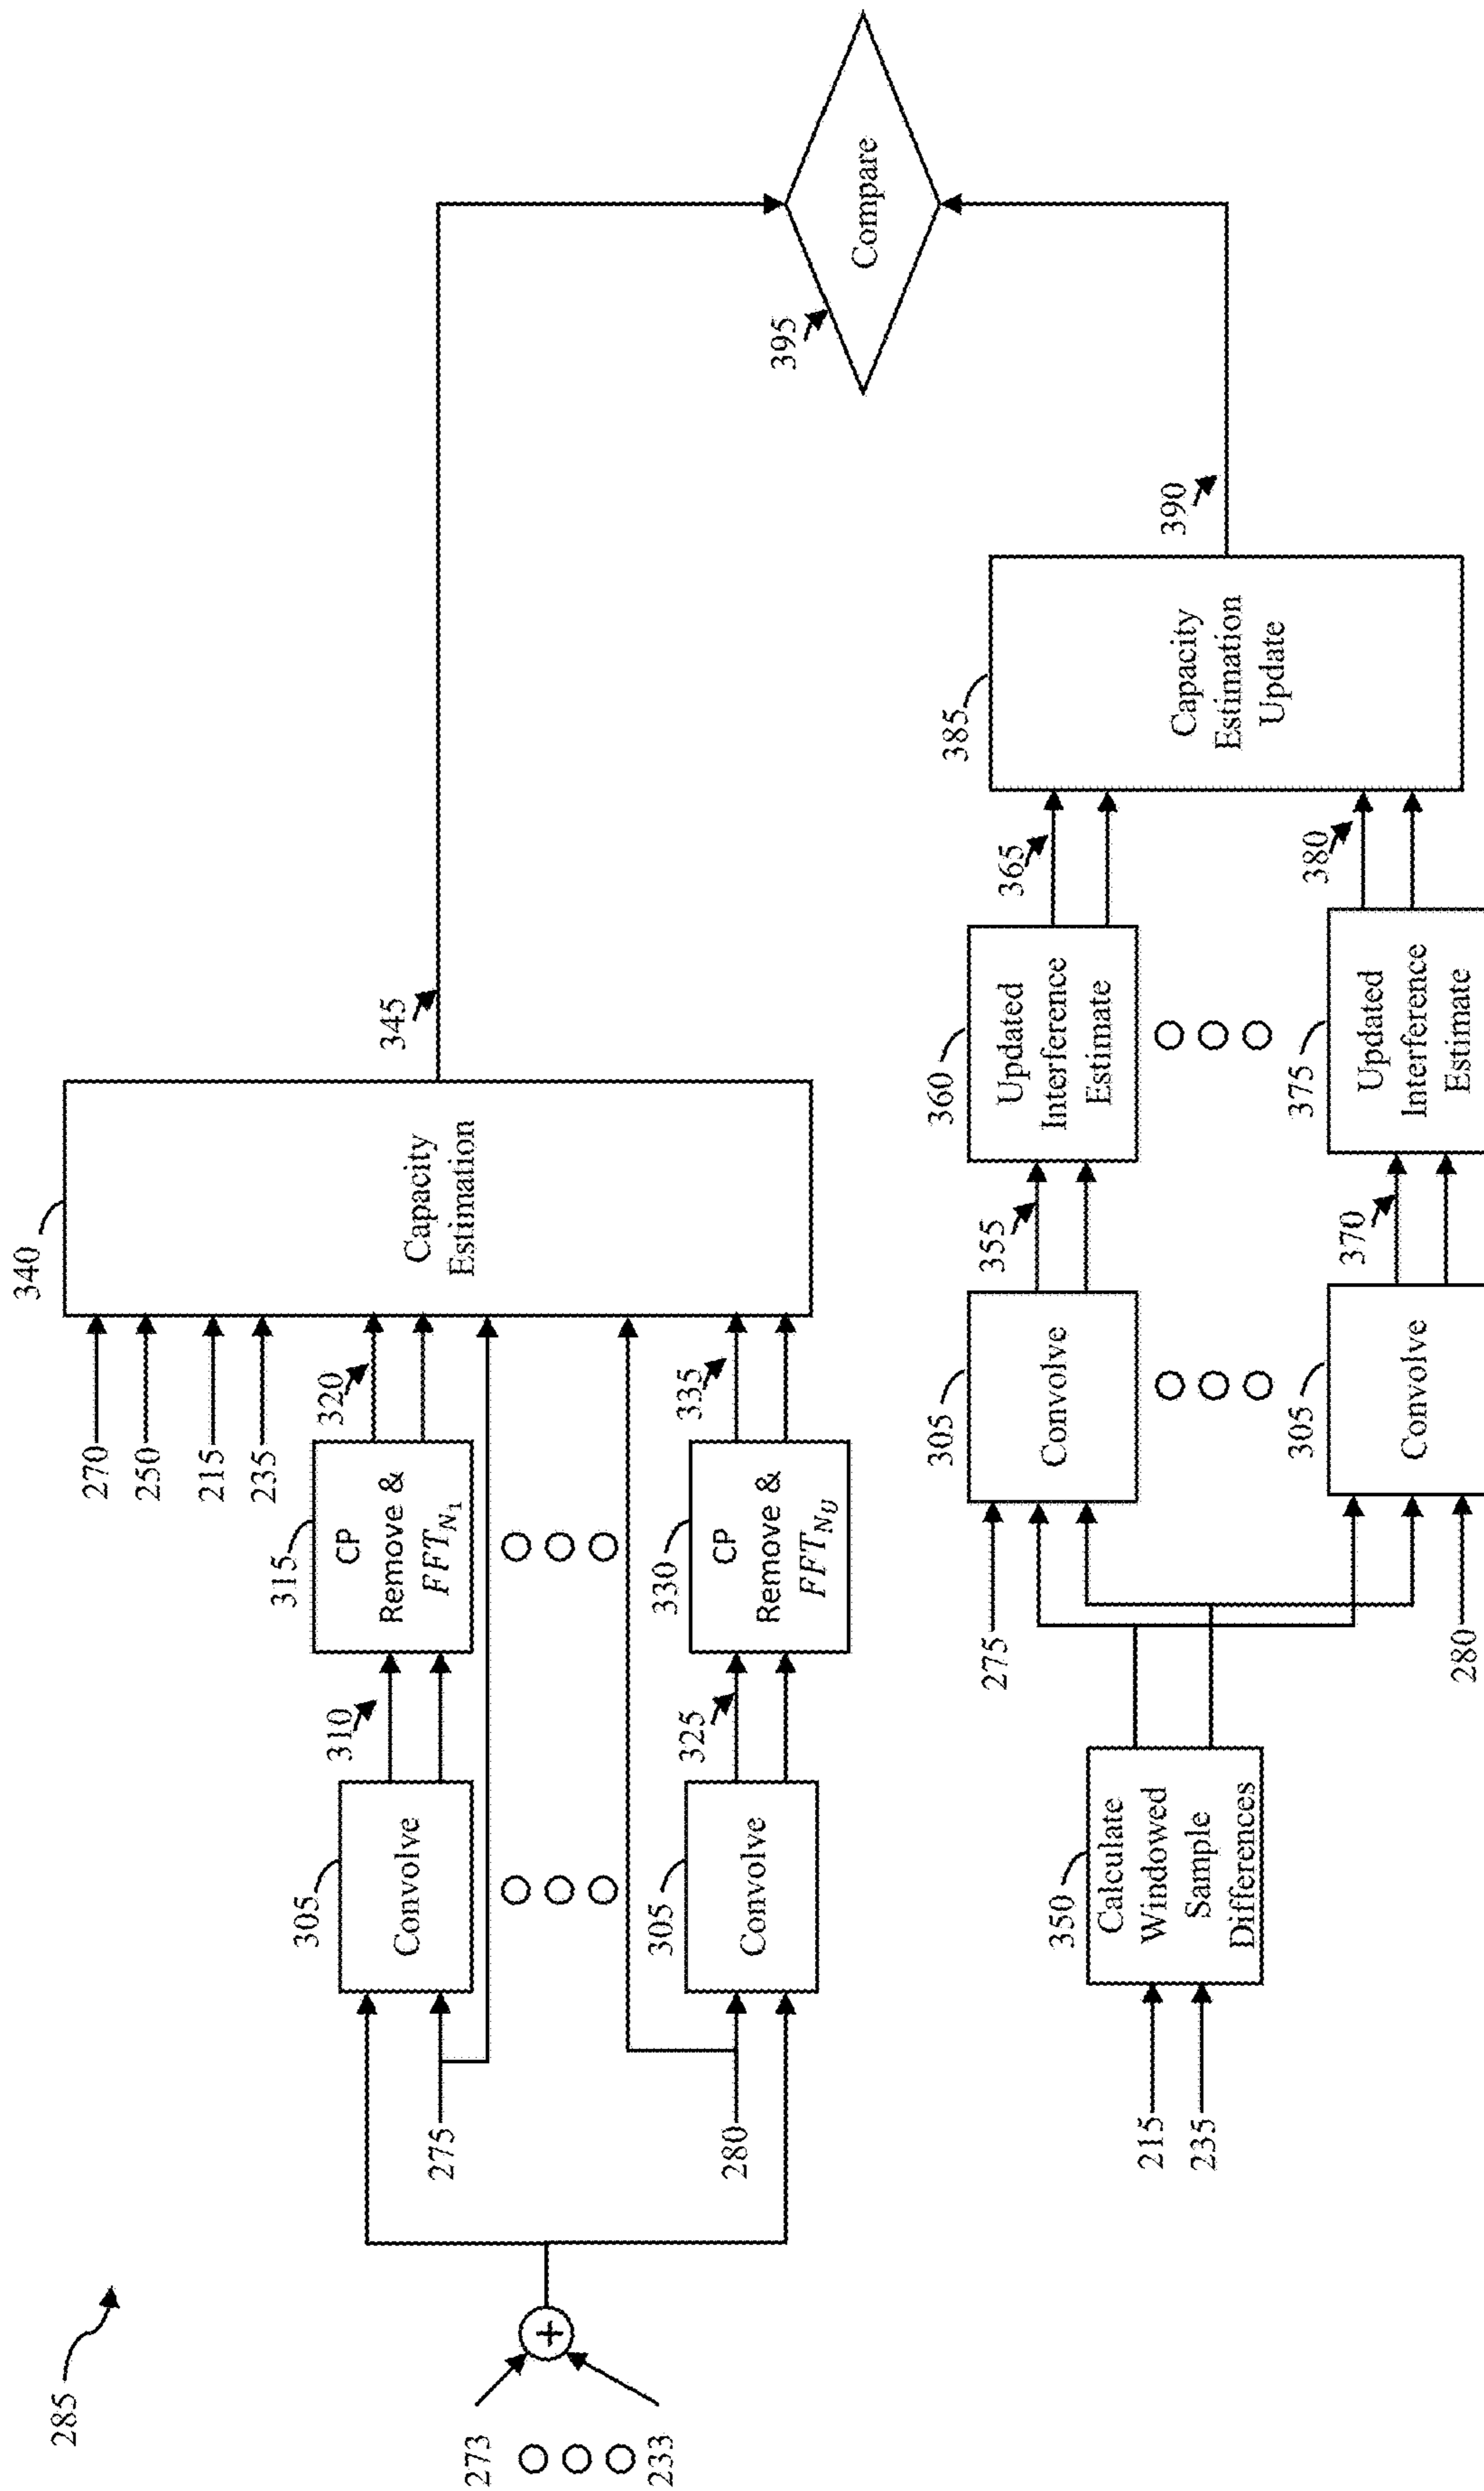 285
273
233
+
275
280
305
Convolve
305
Convolve
310
325
315
CP
Remove &
FFT_{N_1}
330
CP
Remove &
FFT_{N_U}
270
250
215
235
320
335
340
Capacity
Estimation
345
215
235
350
Calculate
Windowed
Sample
Differences
275
280
305
Convolve
305
Convolve
355
370
360
Updated
Interference
Estimate
375
Updated
Interference
Estimate
365
380
385
Capacity
Estimation
Update
390
395
Compare